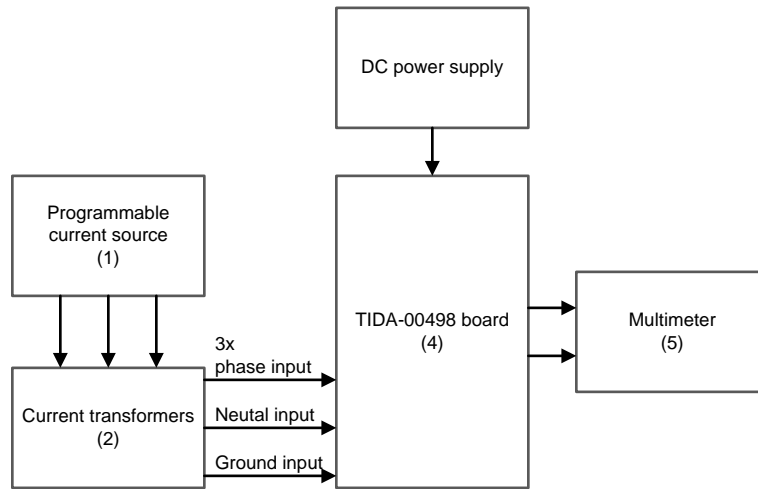 DC power supply
Programmable
current source
(1)
TIDA-00498 board
(4)
Multimeter
(5)
3x
phase input
Current transformers
(2)
Neutal input
Ground input